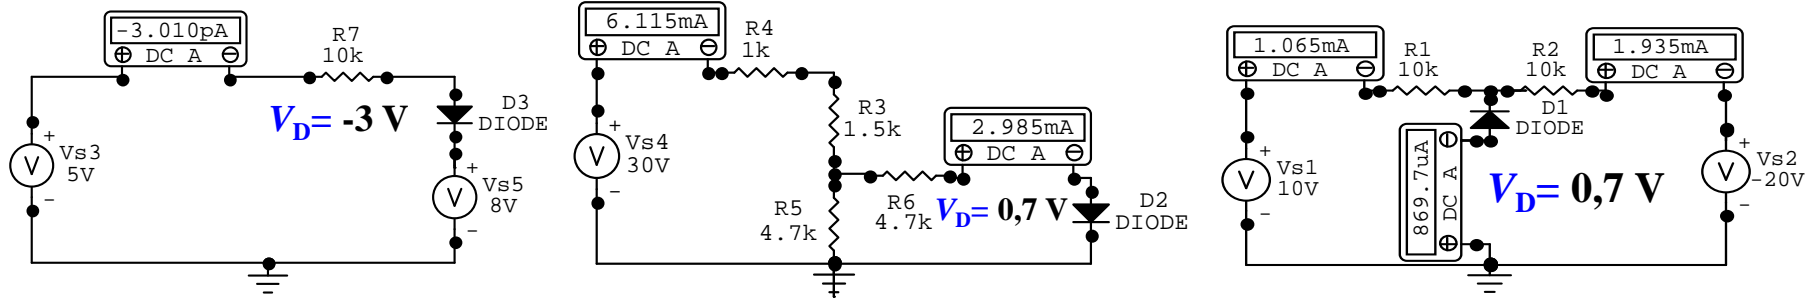 -3.010pA
DC A
R7
10k
D3
DIODE
V_D= -3 V
+
Vs3
V
5V
-
+
Vs5
V
8V
-
6.115mA
DC A
R4
1k
R3
1.5k
+
Vs4
V
30V
-
2.985mA
DC A
R5
4.7k
R6
4.7k
V_D= 0,7 V
D2
DIODE
1.065mA
DC A
R1
10k
R2
10k
1.935mA
DC A
D1
DIODE
869.7uA
DC A
+
Vs1
V
10V
-
V_D= 0,7 V
+
Vs2
V
-20V
-